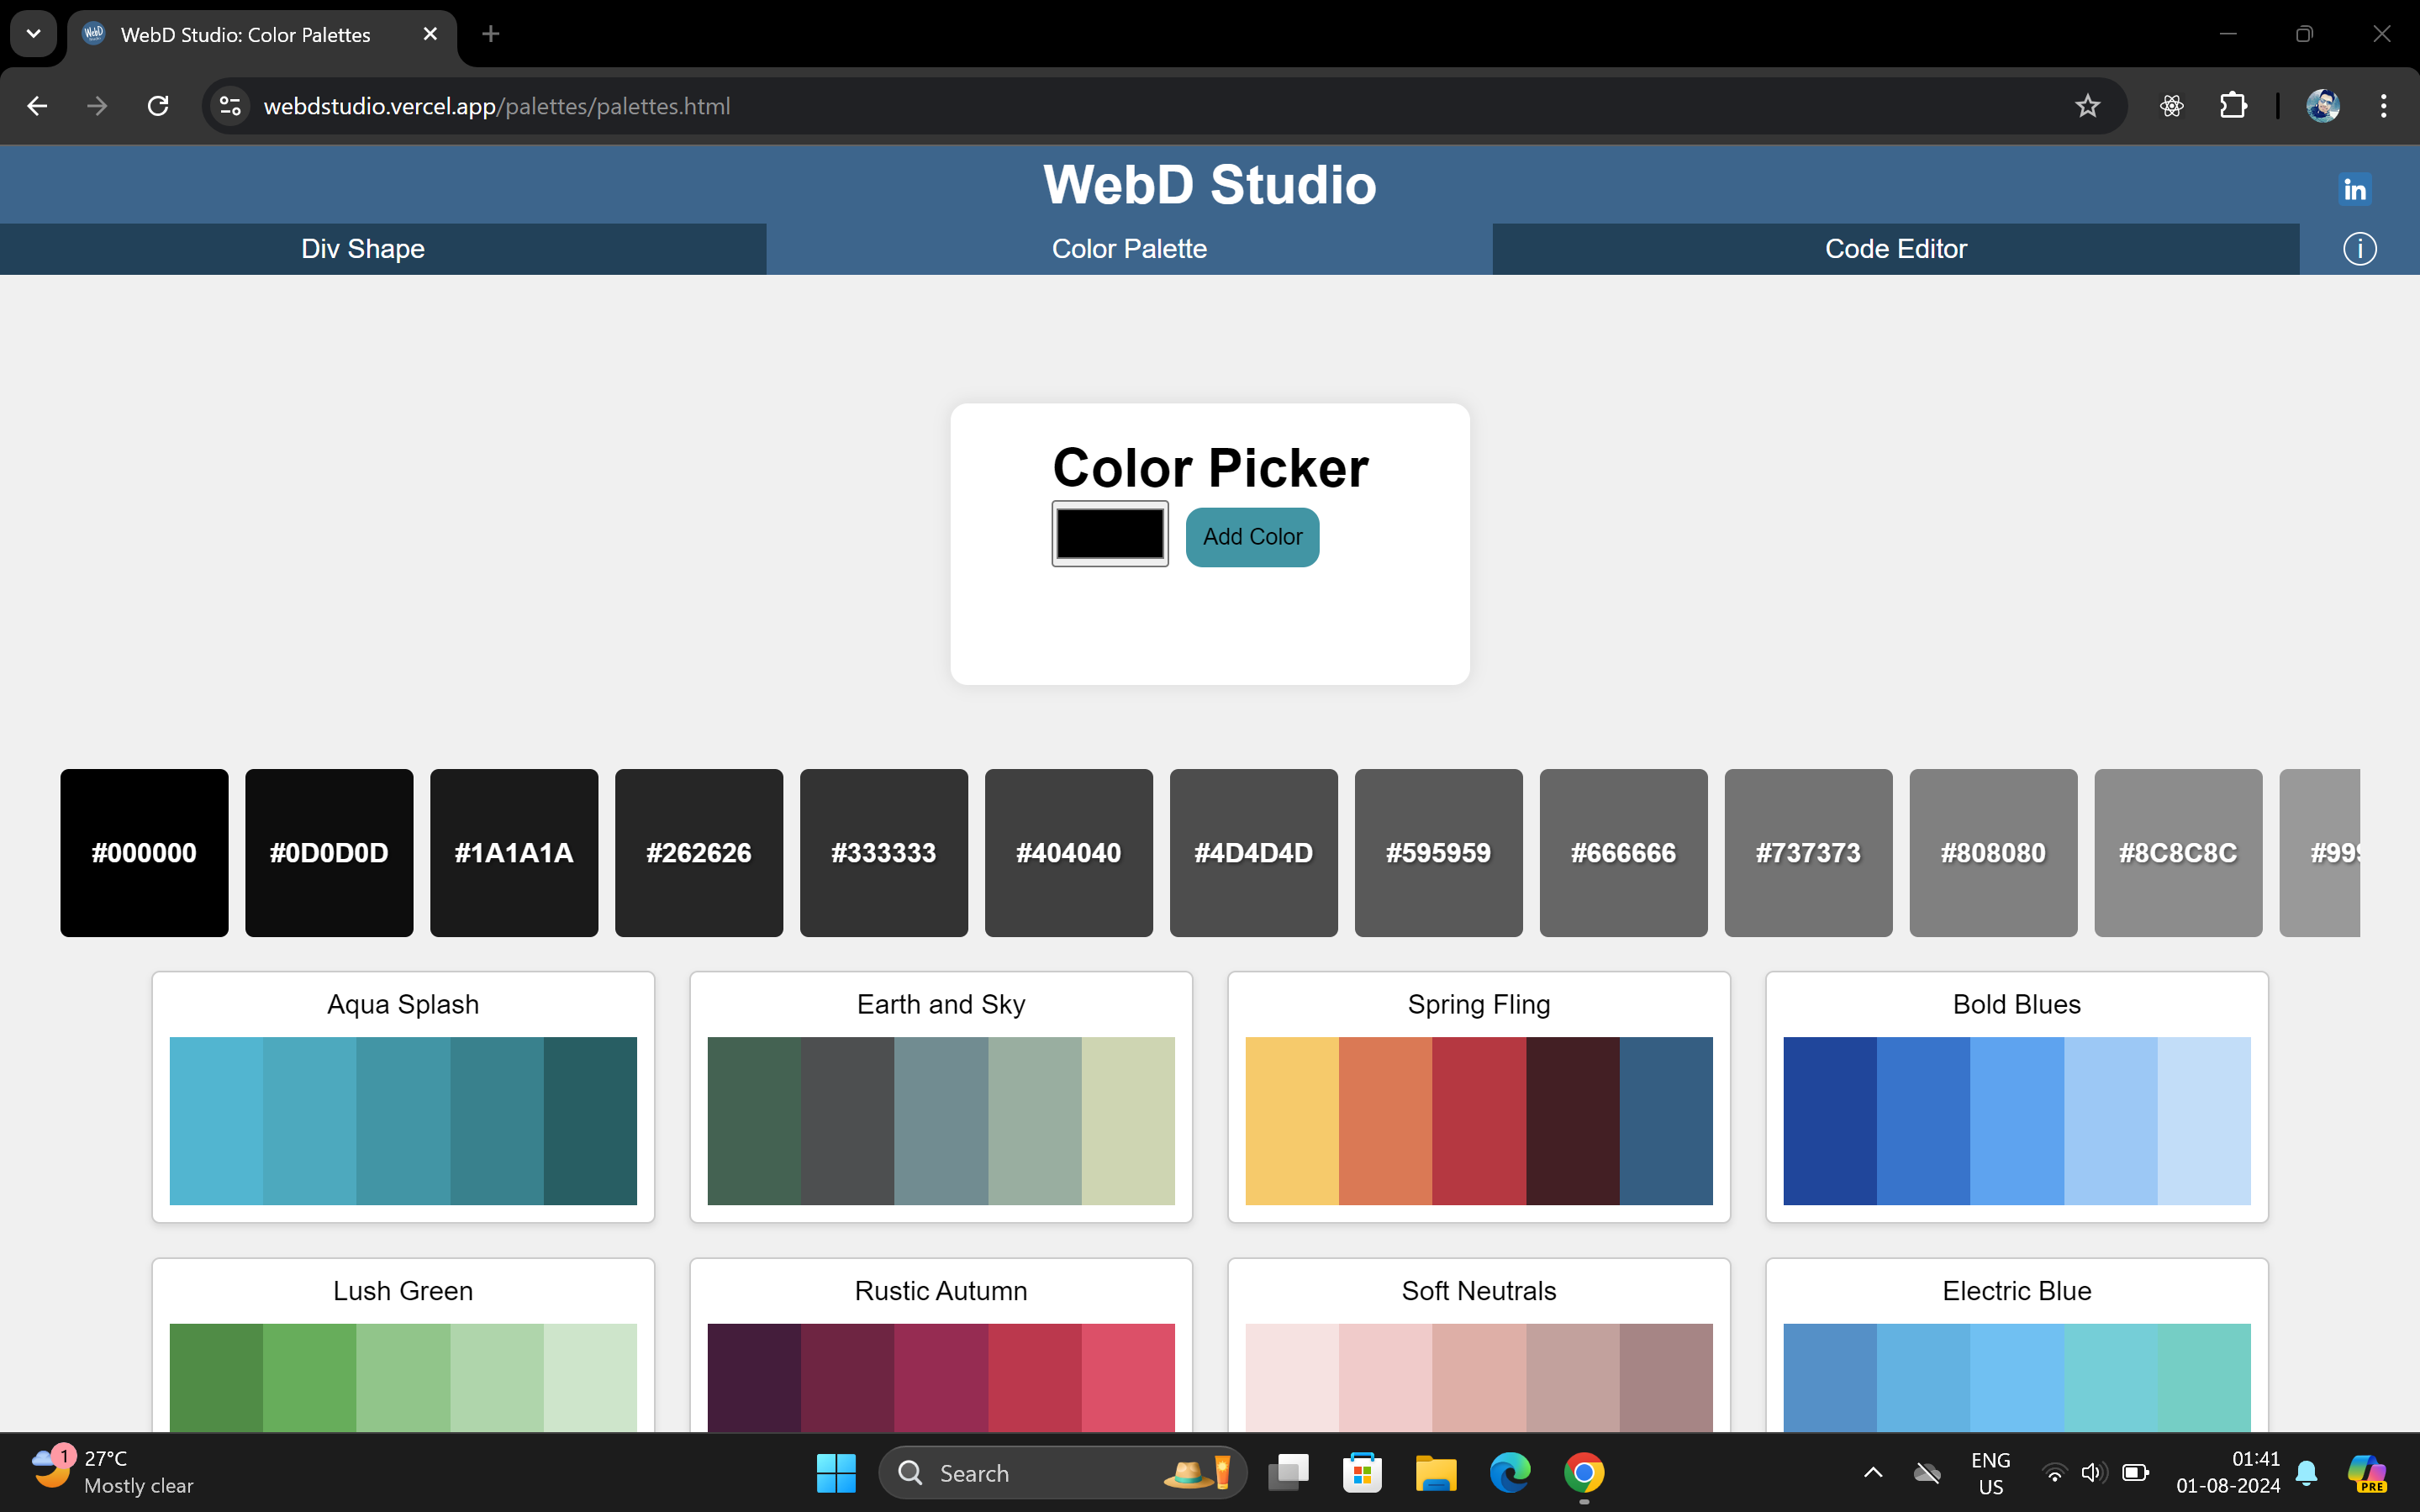 WebD Studio: Color Palettes
webdstudio.vercel.app/palettes/palettes.html
WebD Studio
in
Div Shape
Color Palette
Code Editor
i
Color Picker
Add Color
#000000
#0D0D0D
#1A1A1A
#262626
#333333
#404040
#4D4D4D
#595959
#666666
#737373
#808080
#8C8C8C
Aqua Splash
Earth and Sky
Spring Fling
Bold Blues
Lush Green
Rustic Autumn
Soft Neutrals
Electric Blue
1
27°C
Mostly clear
Search
ENG
US
01:41
01-08-2024
PRE